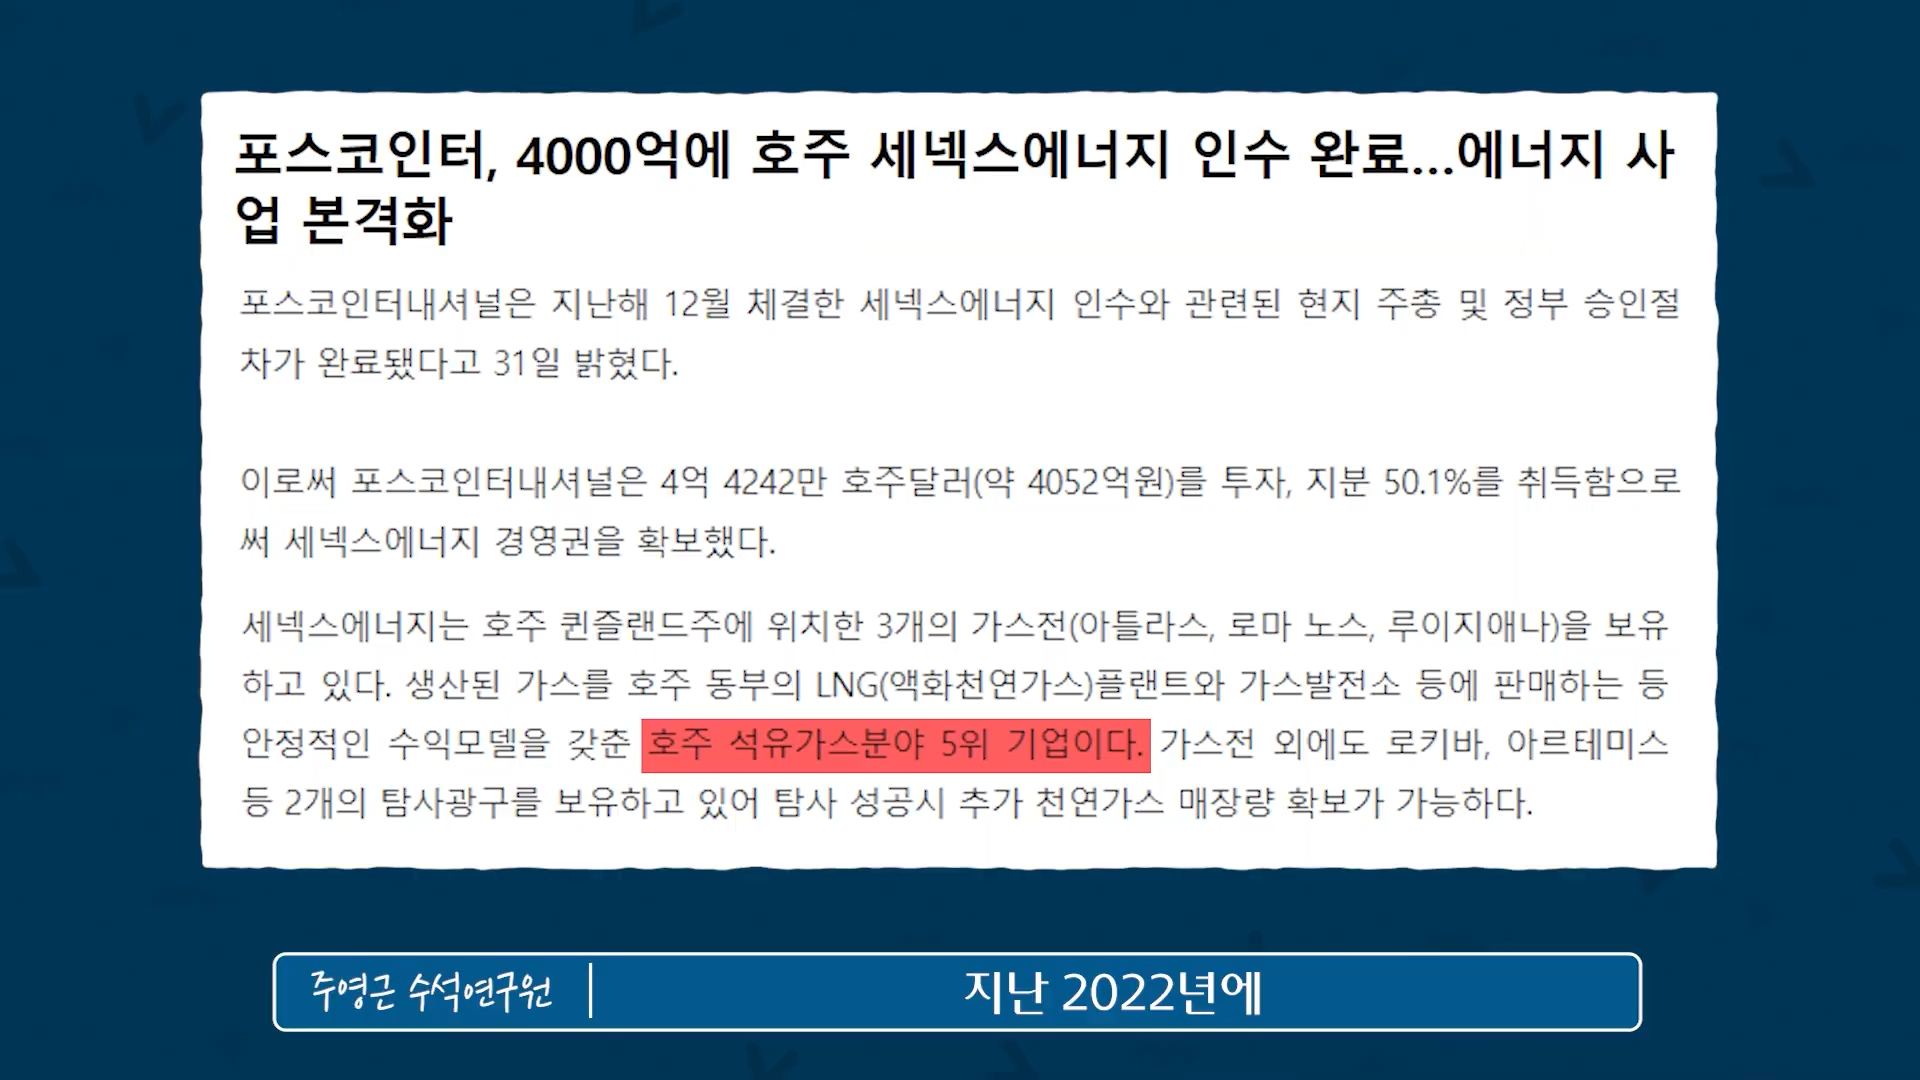 포스코인터, 4000억에 호주 세넥스에너지 인수 완료...에너지 사
업 본격화
포스코인터내셔널은 지난해 12월 체결한 세넥스에너지 인수와 관련된 현지 주총 및 정부 승인절
차가 완료됐다고 31일 밝혔다.
이로써 포스코인터내셔널은 4억 4242만 호주달러(약 4052억원)를 투자, 지분 50.1%를 취득함으로
써 세넥스에너지 경영권을 확보했다.
세넥스에너지는 호주 퀸즐랜드주에 위치한 3개의 가스전(아틀라스, 로마 노스, 루이지애나)을 보유
하고 있다. 생산된 가스를 호주 동부의 LNG(액화천연가스)플랜트와 가스발전소 등에 판매하는 등
안정적인 수익모델을 갖춘 호주 석유가스분야 5위 기업이다. 가스전 외에도 로키바, 아르테미스
등 2개의 탐사광구를 보유하고 있어 탐사 성공시 추가 천연가스 매장량 확보가 가능하다.
주영근 수석연구원
지난 2022년에